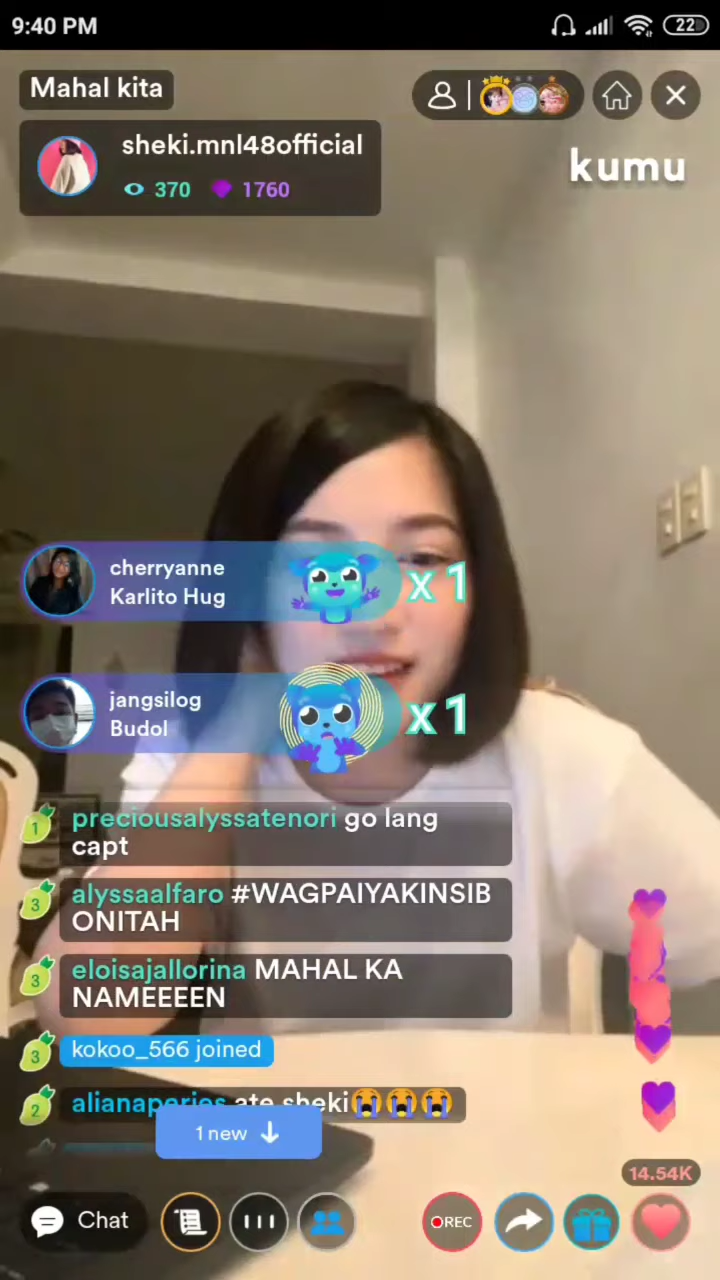 9:40 PM
22
Mahal kita
sheki.mnl48official
370
1760
kumu
cherryanne
Karlito Hug
x 1
jangsilog
Budol
x 1
1
preciousalyssatenori go lang
capt
3
alyssaalfaro #WAGPAIYAKINSIB
ONITAH
3
eloisajallorina MAHAL KA
NAMEEEEN
3
kokoo_566 joined
2
alianaperies ate sheki😭😭😭
1 new
14.54K
Chat
REC